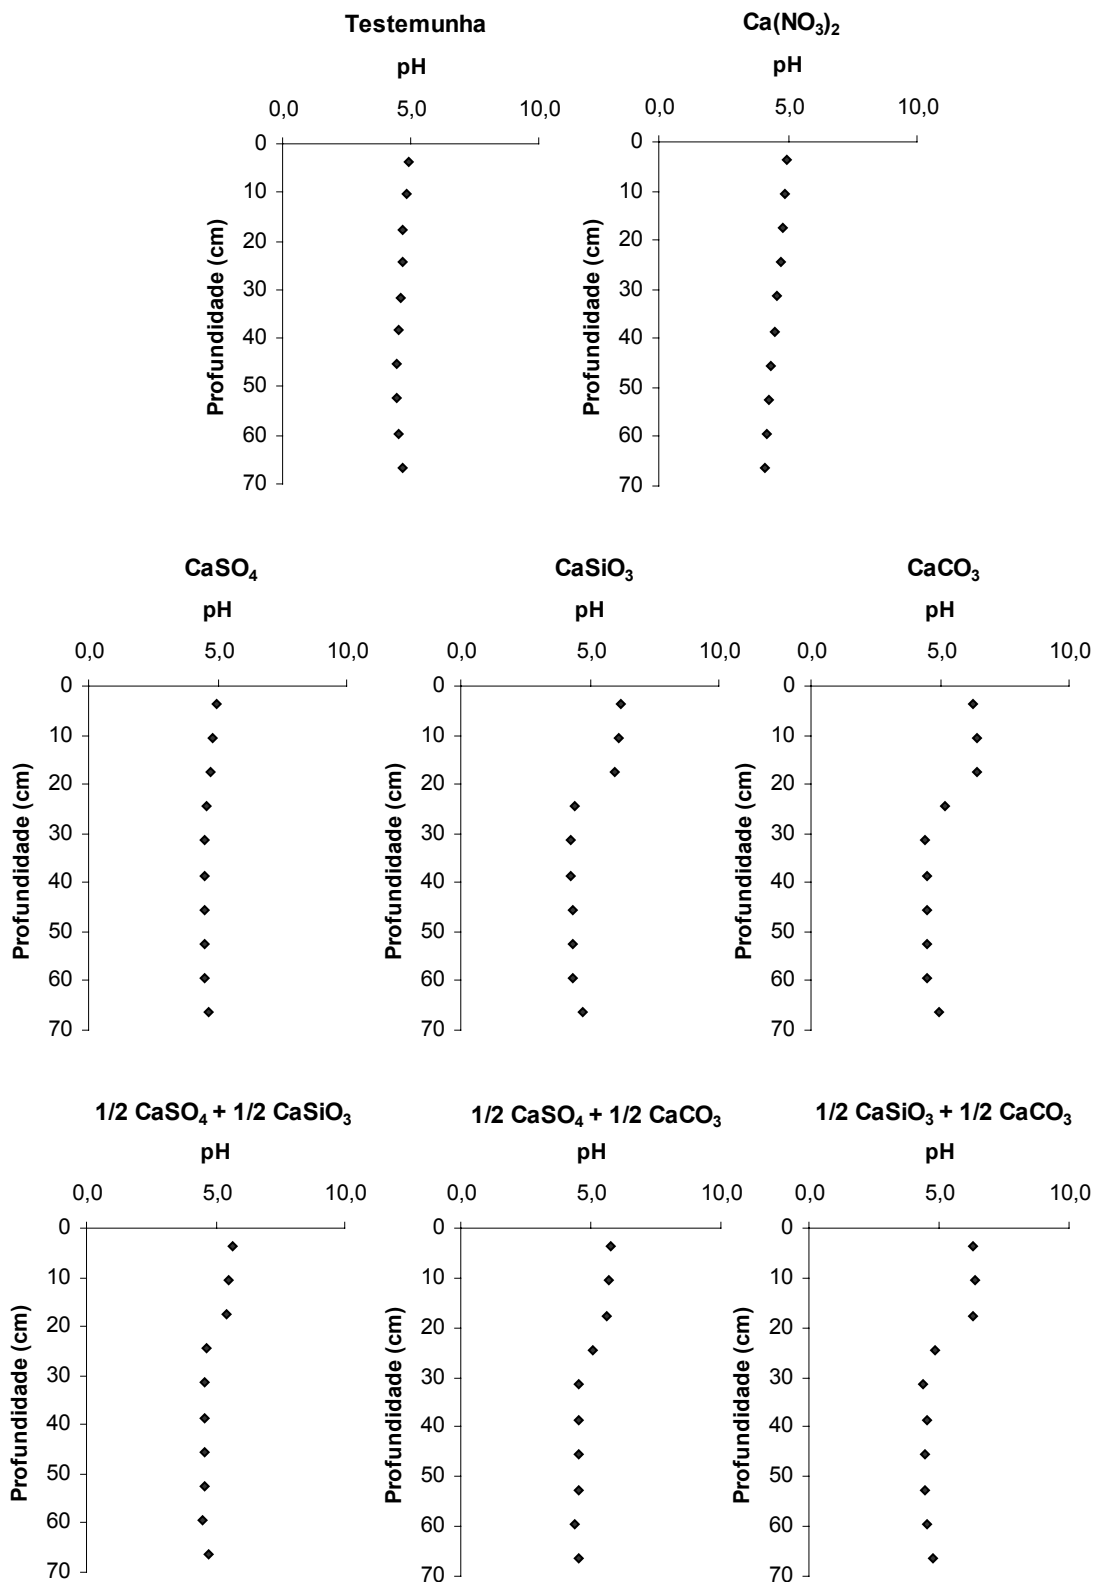 Testemunha
pH
0,0 5,0 10,0
0
10
20
30
40
50
60
70
Profundidade (cm)
Ca(NO₃)₂
pH
0,0 5,0 10,0
0
10
20
30
40
50
60
70
Profundidade (cm)
CaSO₄
pH
0,0 5,0 10,0
0
10
20
30
40
50
60
70
Profundidade (cm)
CaSiO₃
pH
0,0 5,0 10,0
0
10
20
30
40
50
60
70
Profundidade (cm)
CaCO₃
pH
0,0 5,0 10,0
0
10
20
30
40
50
60
70
Profundidade (cm)
1/2 CaSO₄ + 1/2 CaSiO₃
pH
0,0 5,0 10,0
0
10
20
30
40
50
60
70
Profundidade (cm)
1/2 CaSO₄ + 1/2 CaCO₃
pH
0,0 5,0 10,0
0
10
20
30
40
50
60
70
Profundidade (cm)
1/2 CaSiO₃ + 1/2 CaCO₃
pH
0,0 5,0 10,0
0
10
20
30
40
50
60
70
Profundidade (cm)